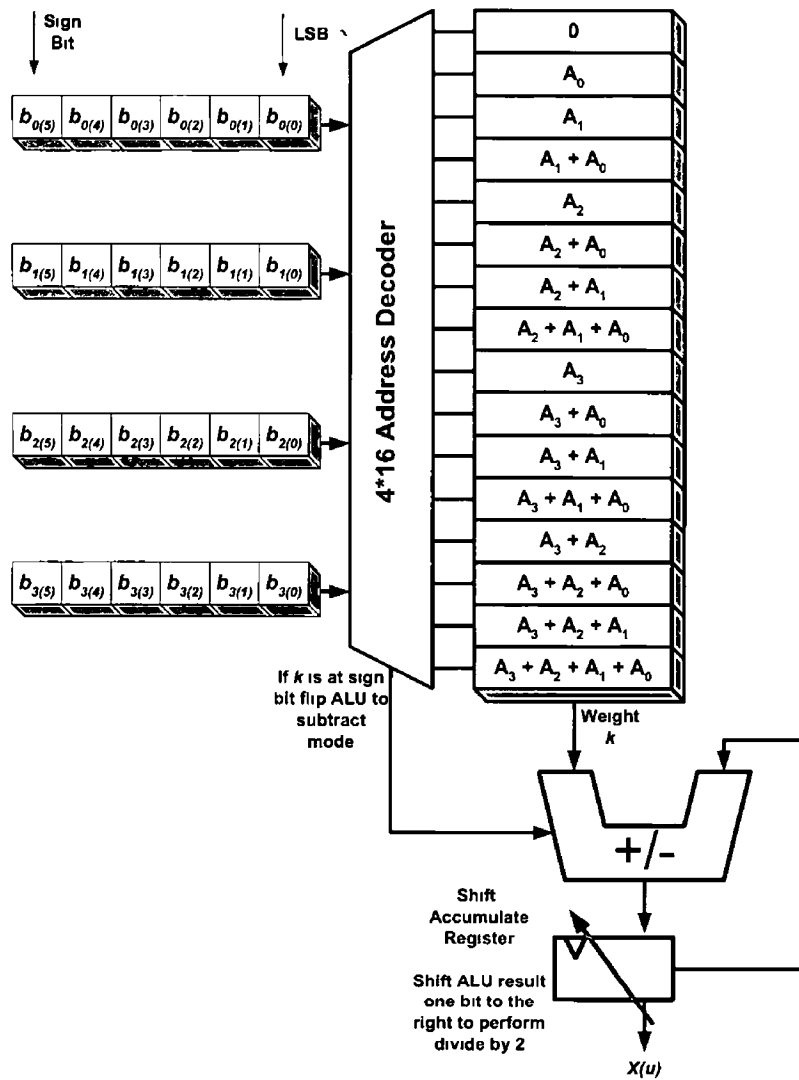 Sign
Bit
LSB
b0(5) b0(4) b0(3) b0(2) b0(1) b0(0)
b1(5) b1(4) b1(3) b1(2) b1(1) b1(0)
b2(5) b2(4) b2(3) b2(2) b2(1) b2(0)
b3(5) b3(4) b3(3) b3(2) b3(1) b3(0)
4*16 Address Decoder
0
A0
A1
A1 + A0
A2
A2 + A0
A2 + A1
A2 + A1 + A0
A3
A3 + A0
A3 + A1
A3 + A1 + A0
A3 + A2
A3 + A2 + A0
A3 + A2 + A1
A3 + A2 + A1 + A0
If k is at sign
bit flip ALU to
subtract
mode
Weight
k
+/-
Shift
Accumulate
Register
Shift ALU result
one bit to the
right to perform
divide by 2
X(u)